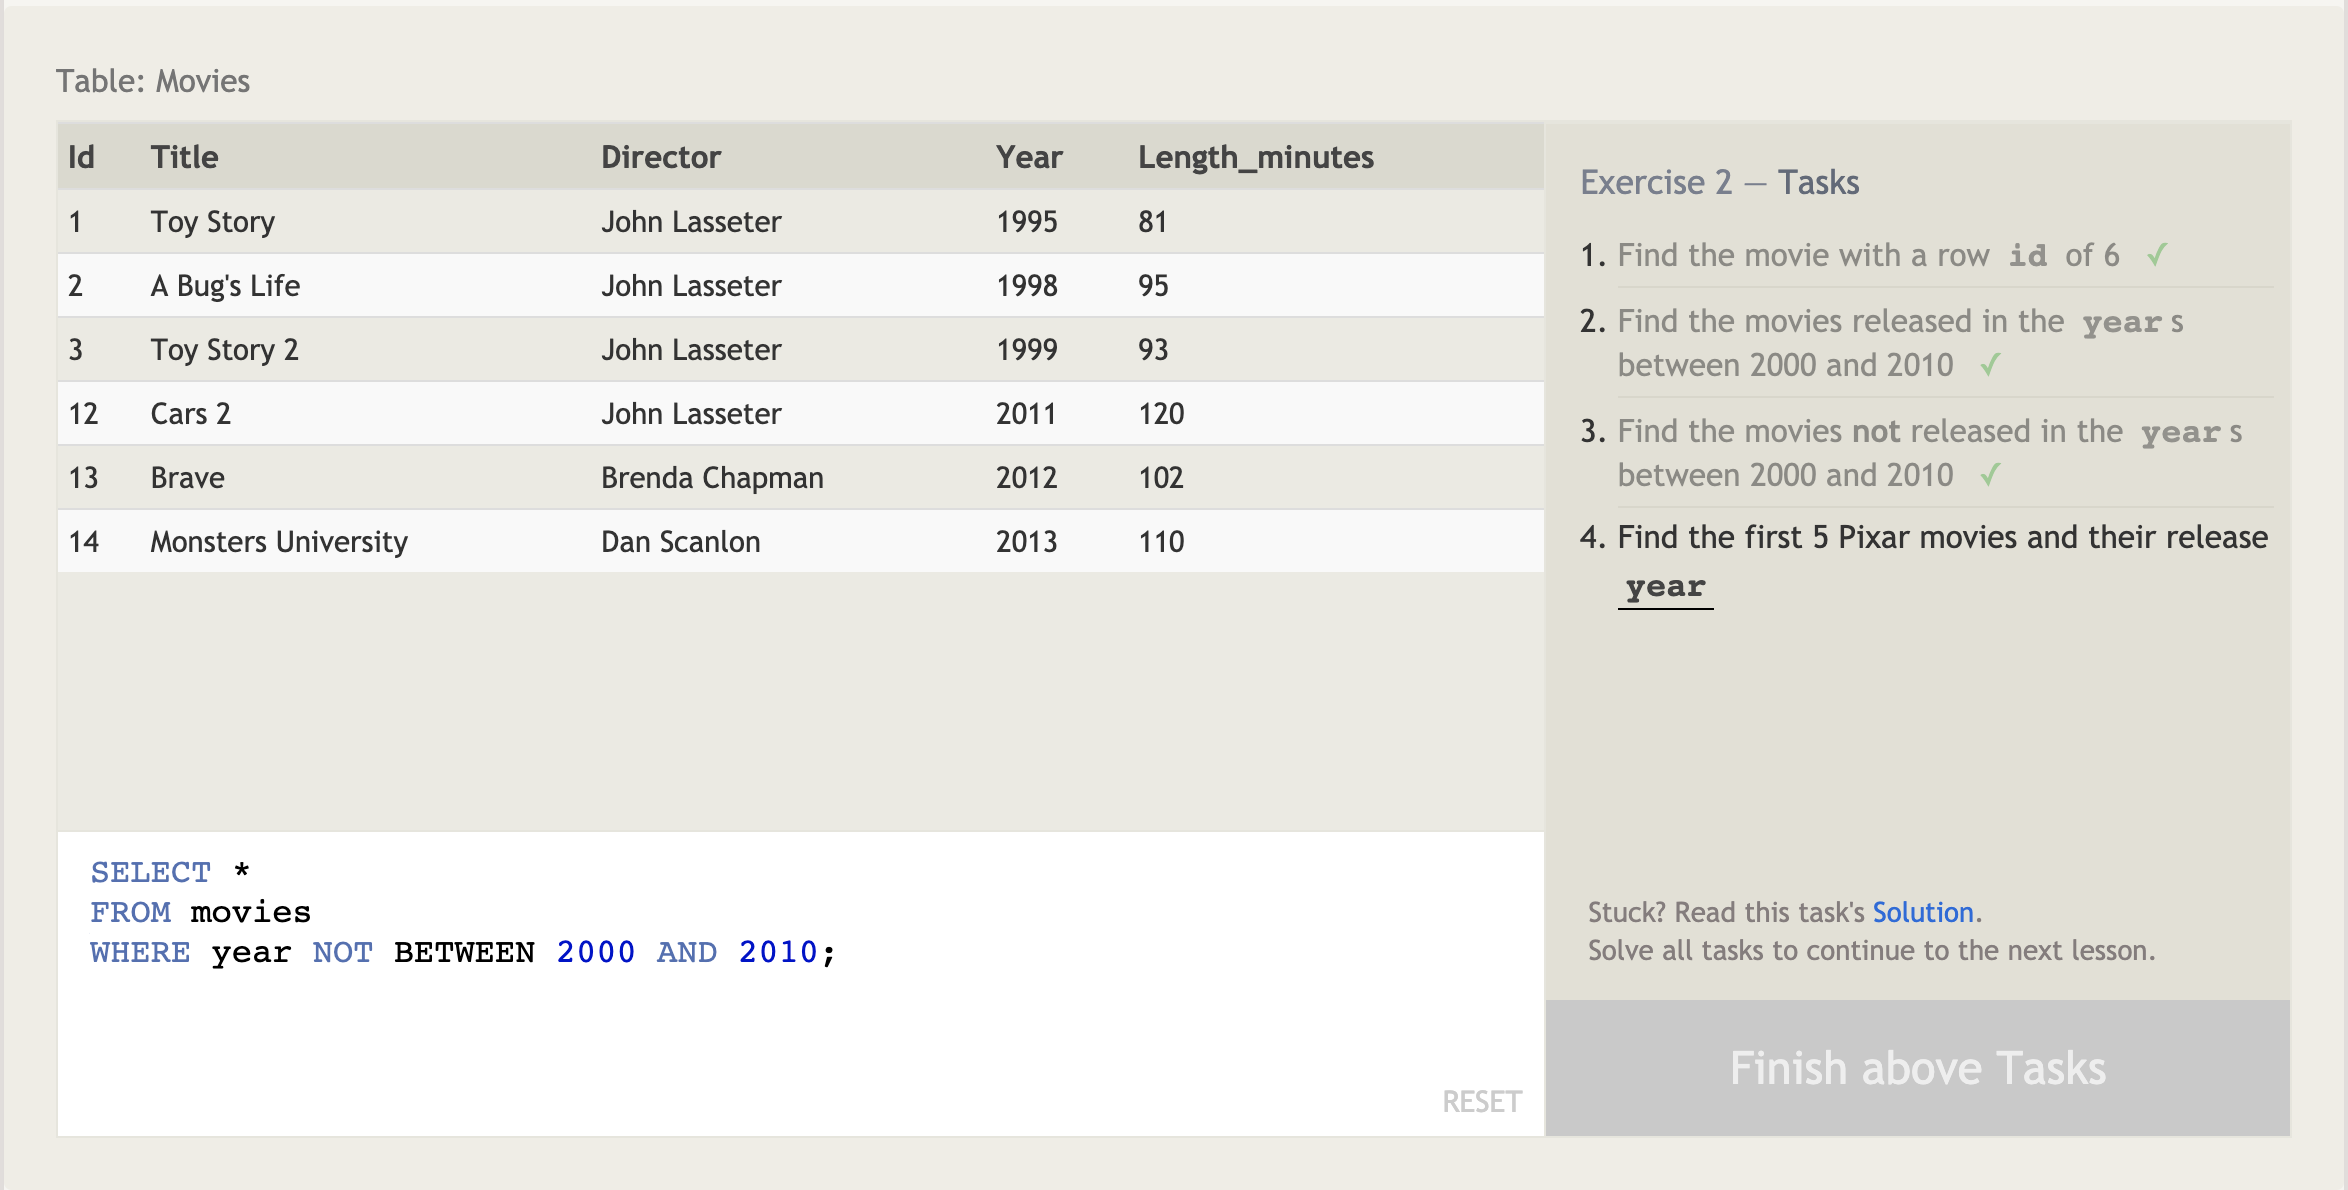 Table: Movies
Id Title Director Year Length_minutes
1 Toy Story John Lasseter 1995 81
2 A Bug's Life John Lasseter 1998 95
3 Toy Story 2 John Lasseter 1999 93
12 Cars 2 John Lasseter 2011 120
13 Brave Brenda Chapman 2012 102
14 Monsters University Dan Scanlon 2013 110
SELECT *
FROM movies
WHERE year NOT BETWEEN 2000 AND 2010;
RESET
Exercise 2 — Tasks
1. Find the movie with a row id of 6 ✓
2. Find the movies released in the years
between 2000 and 2010 ✓
3. Find the movies not released in the years
between 2000 and 2010 ✓
4. Find the first 5 Pixar movies and their release
year
Stuck? Read this task's Solution.
Solve all tasks to continue to the next lesson.
Finish above Tasks